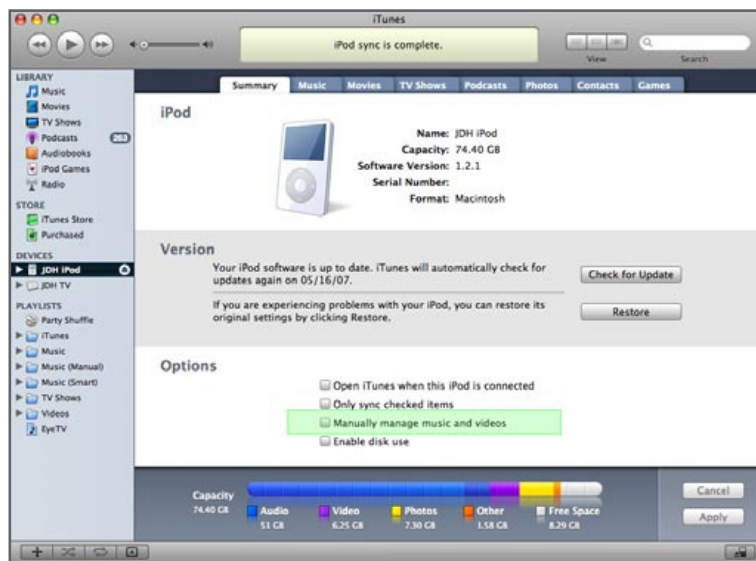 iTunes
iPod sync is complete.
View
Search
LIBRARY
Music
Movies
TV Shows
Podcasts
Audiobooks
iPod Games
Radio
STORE
iTunes Store
Purchased
DEVICES
JDH iPod
JDH TV
PLAYLISTS
Party Shuffle
iTunes
Music
Music (Manual)
Music (Smart)
TV Shows
Videos
EyeTV
Summary Music Movies TV Shows Podcasts Photos Contacts Games
iPod
Name: JDH iPod
Capacity: 74.40 GB
Software Version: 1.2.1
Serial Number:
Format: Macintosh
Version
Your iPod software is up to date. iTunes will automatically check for
updates again on 05/16/07.
Check for Update
If you are experiencing problems with your iPod, you can restore its
original settings by clicking Restore.
Restore
Options
Open iTunes when this iPod is connected
Only sync checked items
Manually manage music and videos
Enable disk use
Capacity
74.40 GB
Audio
51 GB
Video
6.25 GB
Photos
7.30 GB
Other
1.58 GB
Free Space
8.29 GB
Cancel
Apply